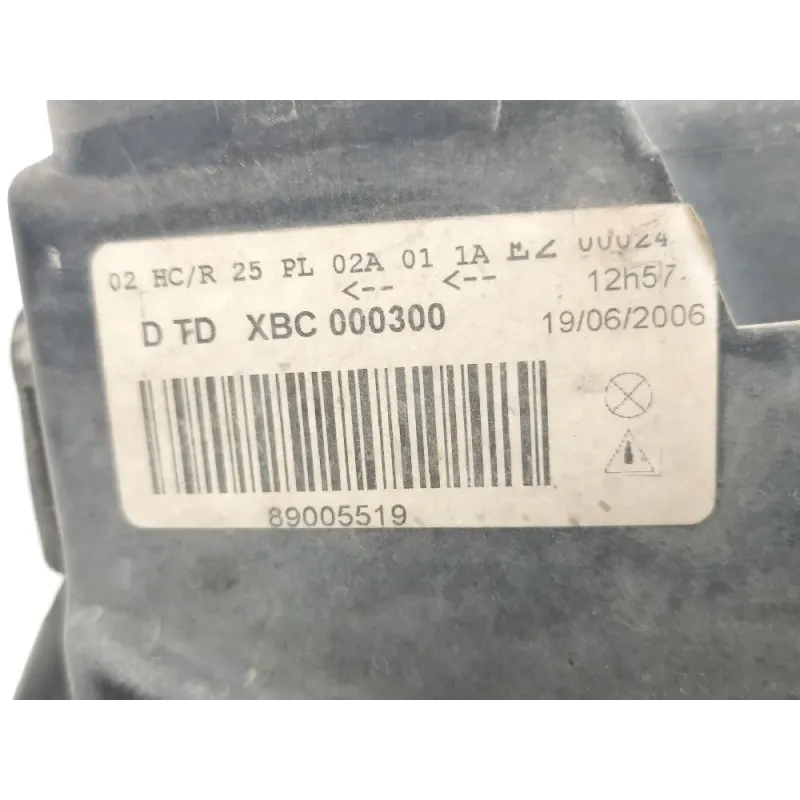 02 HC/R 25 PL 02A 01 1A E2 00024
<-- <-- 12h57
D TD XBC 000300 19/06/2006
89005519